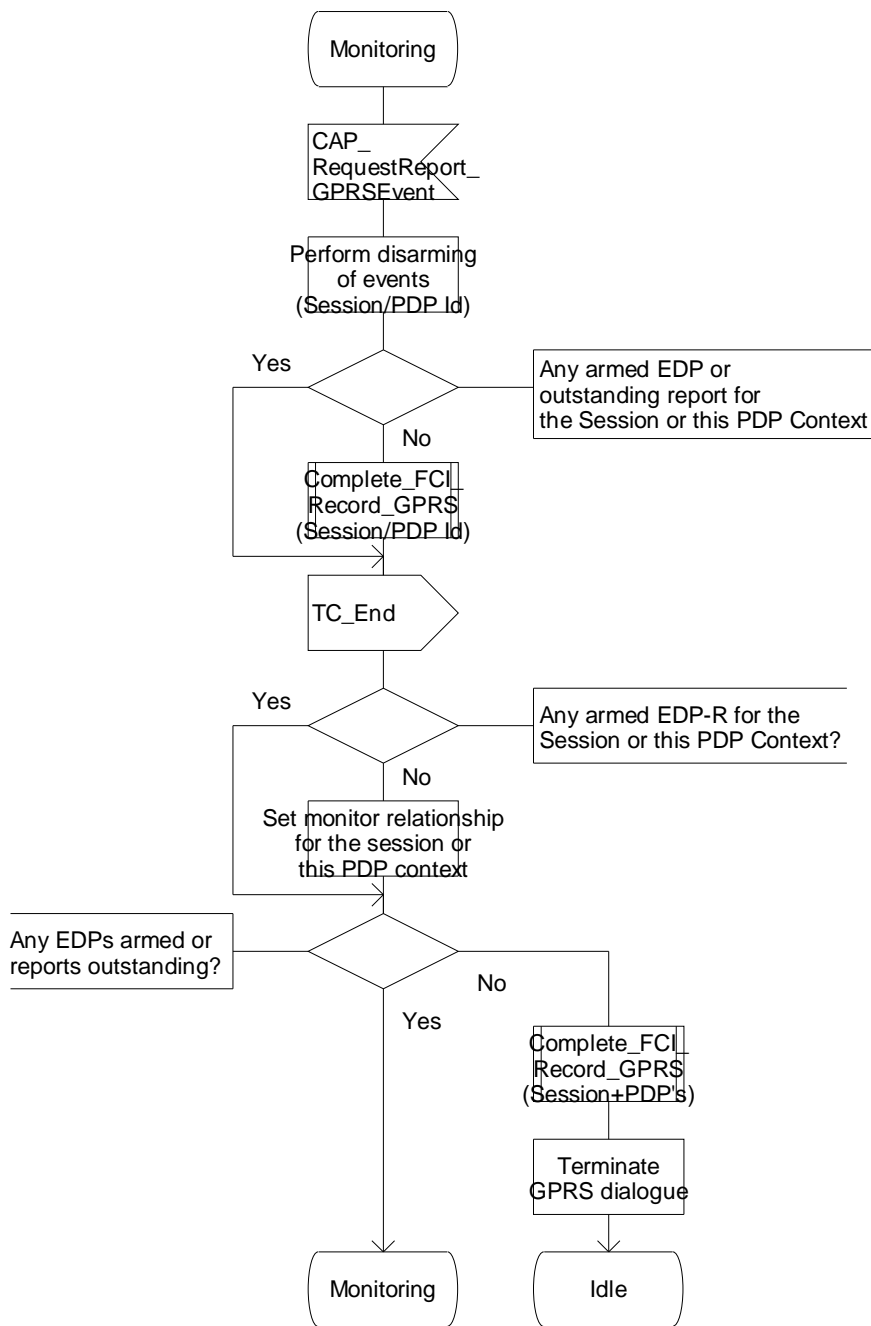 Monitoring
CAP_
RequestReport_
GPRSEvent
Perform disarming
of events
(Session/PDP Id)
Yes
Any armed EDP or
outstanding report for
the Session or this PDP Context
No
Complete_FCI_
Record_GPRS
(Session/PDP Id)
TC_End
Yes
Any armed EDP-R for the
Session or this PDP Context?
No
Set monitor relationship
for the session or
this PDP context
Any EDPs armed or
reports outstanding?
No
Yes
Complete_FCI_
Record_GPRS
(Session+PDP's)
Terminate
GPRS dialogue
Monitoring
Idle